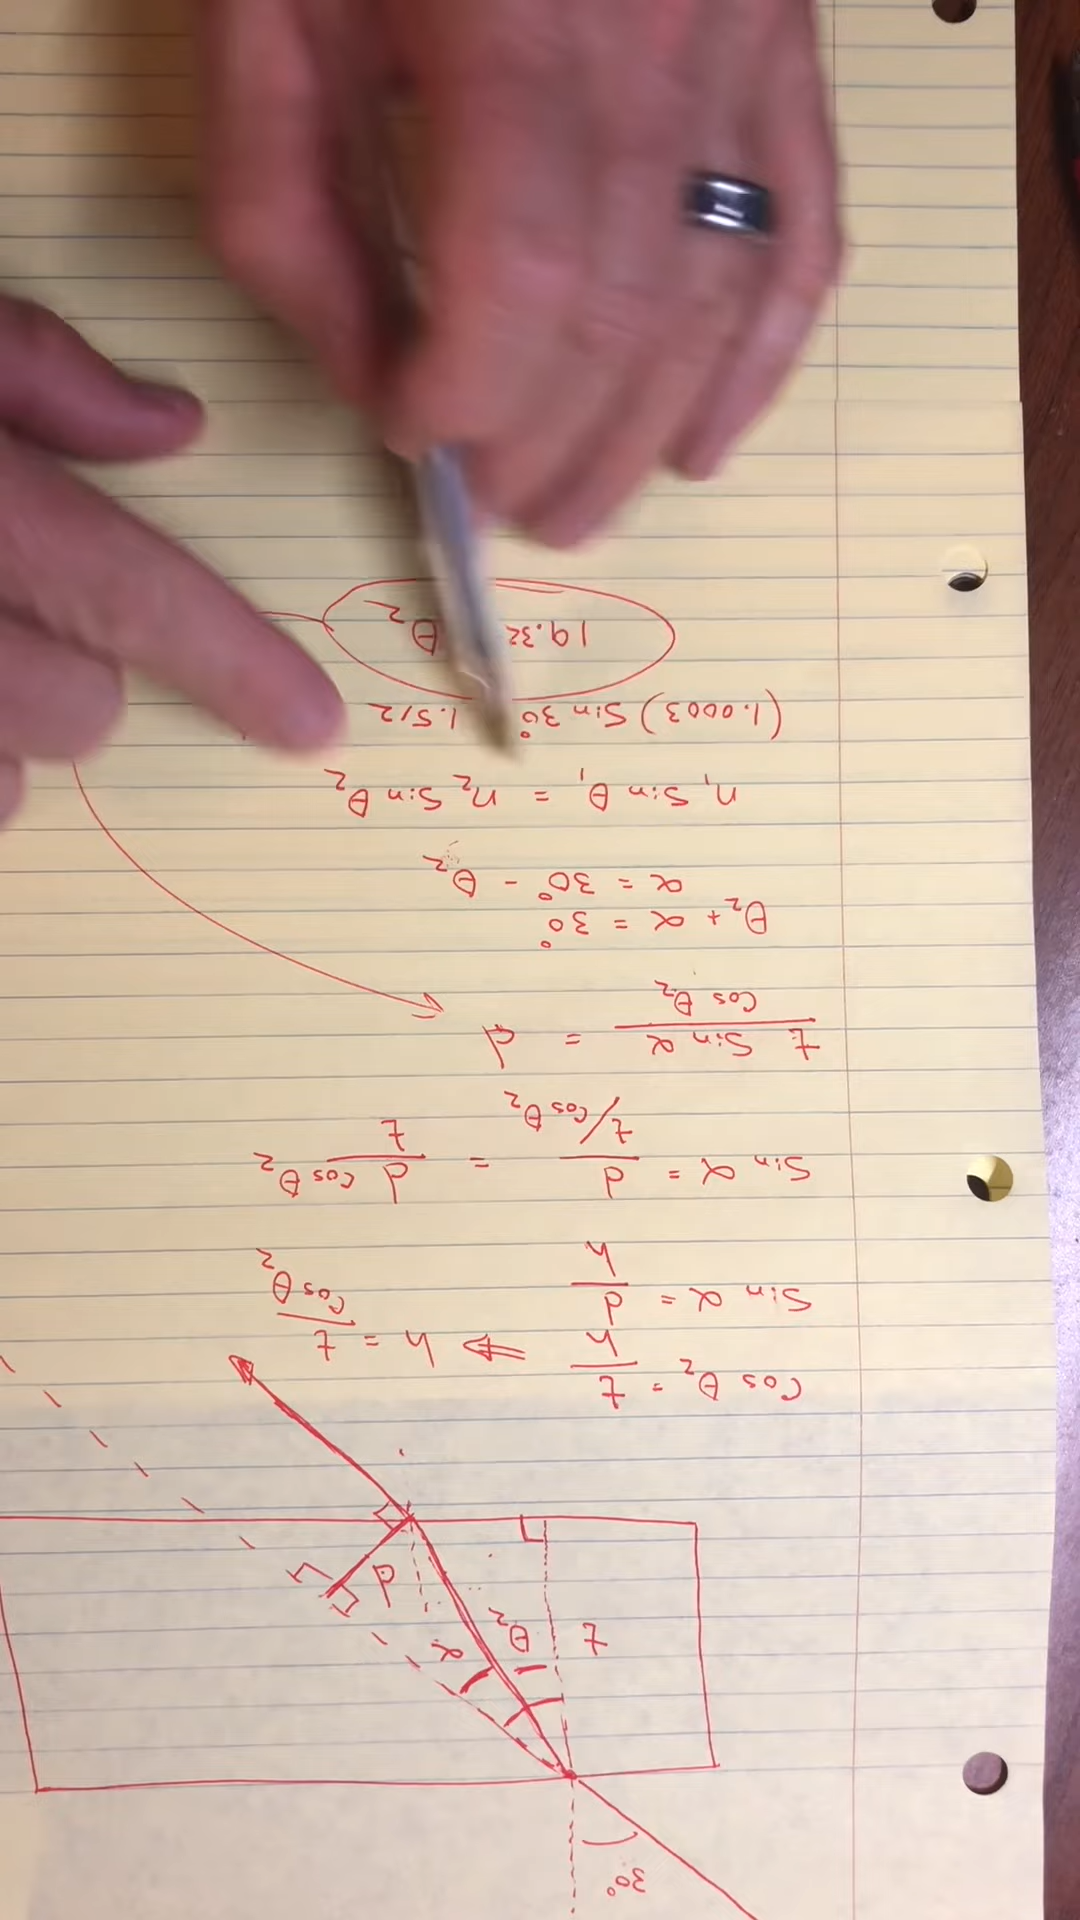 30°
t
θ₂
α
d
cos θ₂ = t/h ⇒ h = t/cos θ₂
sin α = d/h
sin α = d/(t/cos θ₂) = d cos θ₂/t
t sin α/cos θ₂ = d
θ₂ + α = 30°
α = 30° - θ₂
n₁ sin θ₁ = n₂ sin θ₂
(1.0003) sin 30° 1.512
19.32 θ₂